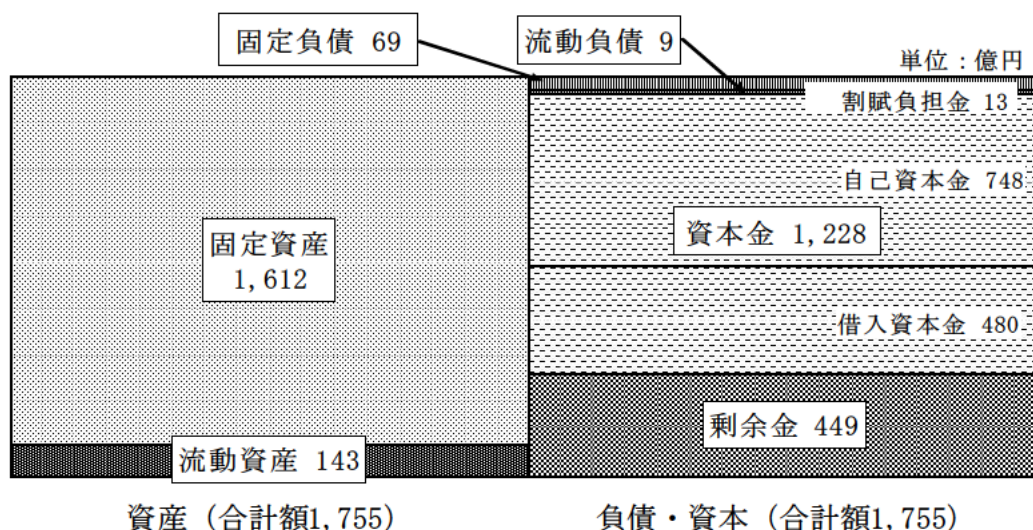 固定負債 69
流動負債 9
単位：億円
割賦負担金 13
自己資本金 748
資本金 1,228
固定資産
1,612
借入資本金 480
剰余金 449
流動資産 143
資産（合計額1,755）
負債・資本（合計額1,755）